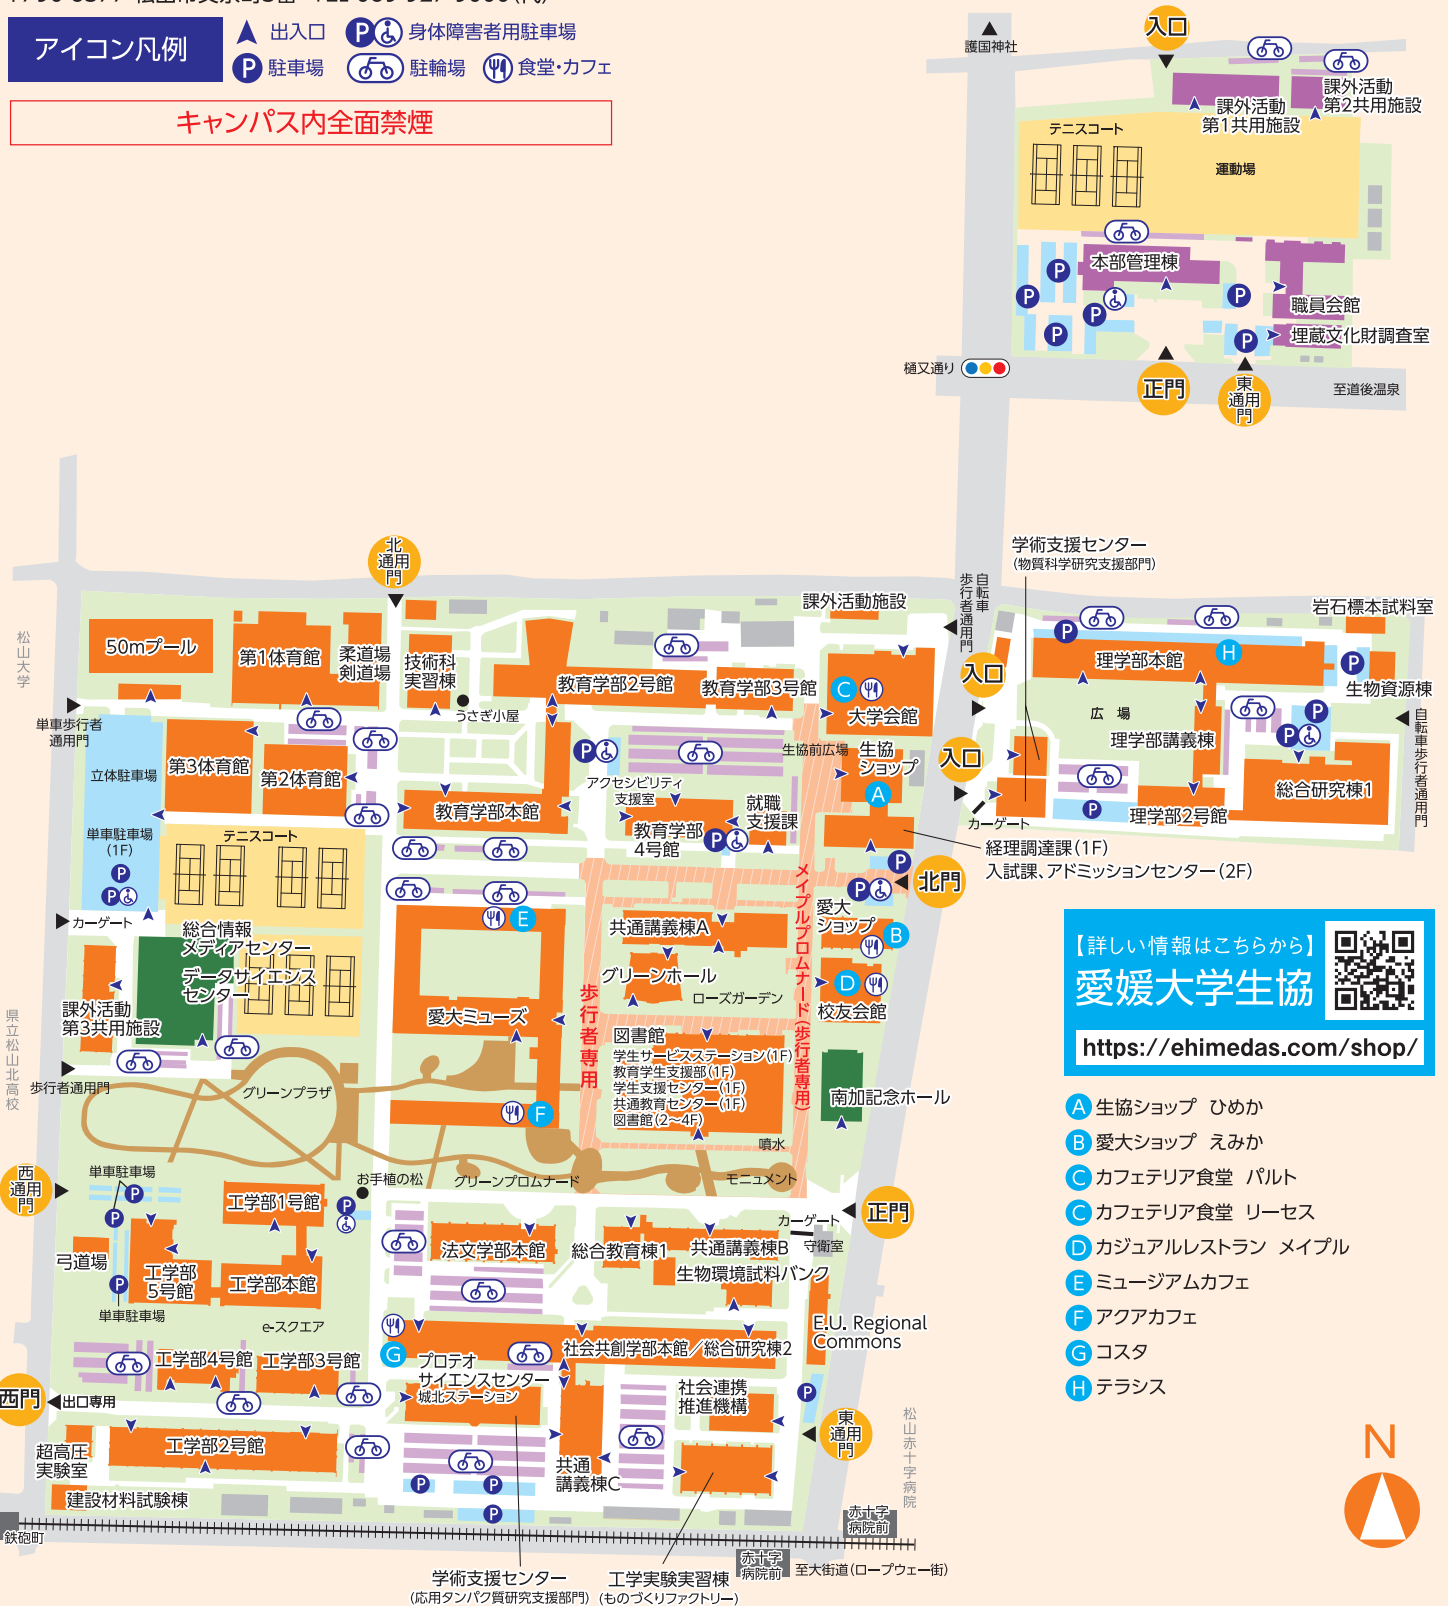 アイコン凡例
出入口
身体障害者用駐車場
P 駐車場
駐輪場
食堂・カフェ
キャンパス内全面禁煙
護国神社
入口
課外活動
第1共用施設
課外活動
第2共用施設
テニスコート
運動場
本部管理棟
職員会館
埋蔵文化財調査室
樋又通り
正門
東
通用
門
至道後温泉
北
通用
門
松山大学
50mプール
第1体育館
柔道場
剣道場
技術科
実習棟
うさぎ小屋
教育学部2号館
教育学部3号館
課外活動施設
C
大学会館
自転車
歩行者通用門
学術支援センター
(物質科学研究支援部門)
岩石標本試料室
理学部本館
H
生物資源棟
入口
広 場
理学部講義棟
自転車歩行者通用門
単車歩行者
通用門
立体駐車場
第3体育館
第2体育館
教育学部本館
アクセシビリティ
支援室
教育学部
4号館
就職
支援課
生協前広場
生協
ショップ
A
入口
カーゲート
理学部2号館
総合研究棟1
単車駐車場
(1F)
テニスコート
経理調達課(1F)
入試課、アドミッションセンター(2F)
北門
カーゲート
総合情報
メディアセンター
データサイエンス
センター
課外活動
第3共用施設
E
愛大ミューズ
歩行者専用
共通講義棟A
グリーンホール
ローズガーデン
メイプルプロムナード(歩行者専用)
愛大
ショップ
B
D
校友会館
図書館
学生サービスステーション(1F)
教育学生支援部(1F)
学生支援センター(1F)
共通教育センター(1F)
図書館(2〜4F)
南加記念ホール
県立松山北高校
歩行者通用門
グリーンプラザ
F
噴水
【詳しい情報はこちらから】
愛媛大学生協
https://ehimedas.com/shop/
A 生協ショップ ひめか
B 愛大ショップ えみか
C カフェテリア食堂 パルト
C カフェテリア食堂 リーセス
D カジュアルレストラン メイプル
E ミュージアムカフェ
F アクアカフェ
G コスタ
H テラシス
西
通用
門
単車駐車場
お手植の松
グリーンプロムナード
モニュメント
工学部1号館
法文学部本館
総合教育棟1
共通講義棟B
カーゲート
守衛室
正門
弓道場
工学部
5号館
工学部本館
生物環境試料バンク
単車駐車場
e-スクエア
G
社会共創学部本館/総合研究棟2
E.U. Regional
Commons
工学部4号館
工学部3号館
プロテオ
サイエンスセンター
城北ステーション
社会連携
推進機構
西門
出口専用
東
通用
門
松山赤十字病院
超高圧
実験室
工学部2号館
共通
講義棟C
建設材料試験棟
N
鉄砲町
赤十字
病院前
赤十字
病院前
至大街道(ロープウェー街)
学術支援センター
(応用タンパク質研究支援部門)
工学実験実習棟
(ものづくりファクトリー)